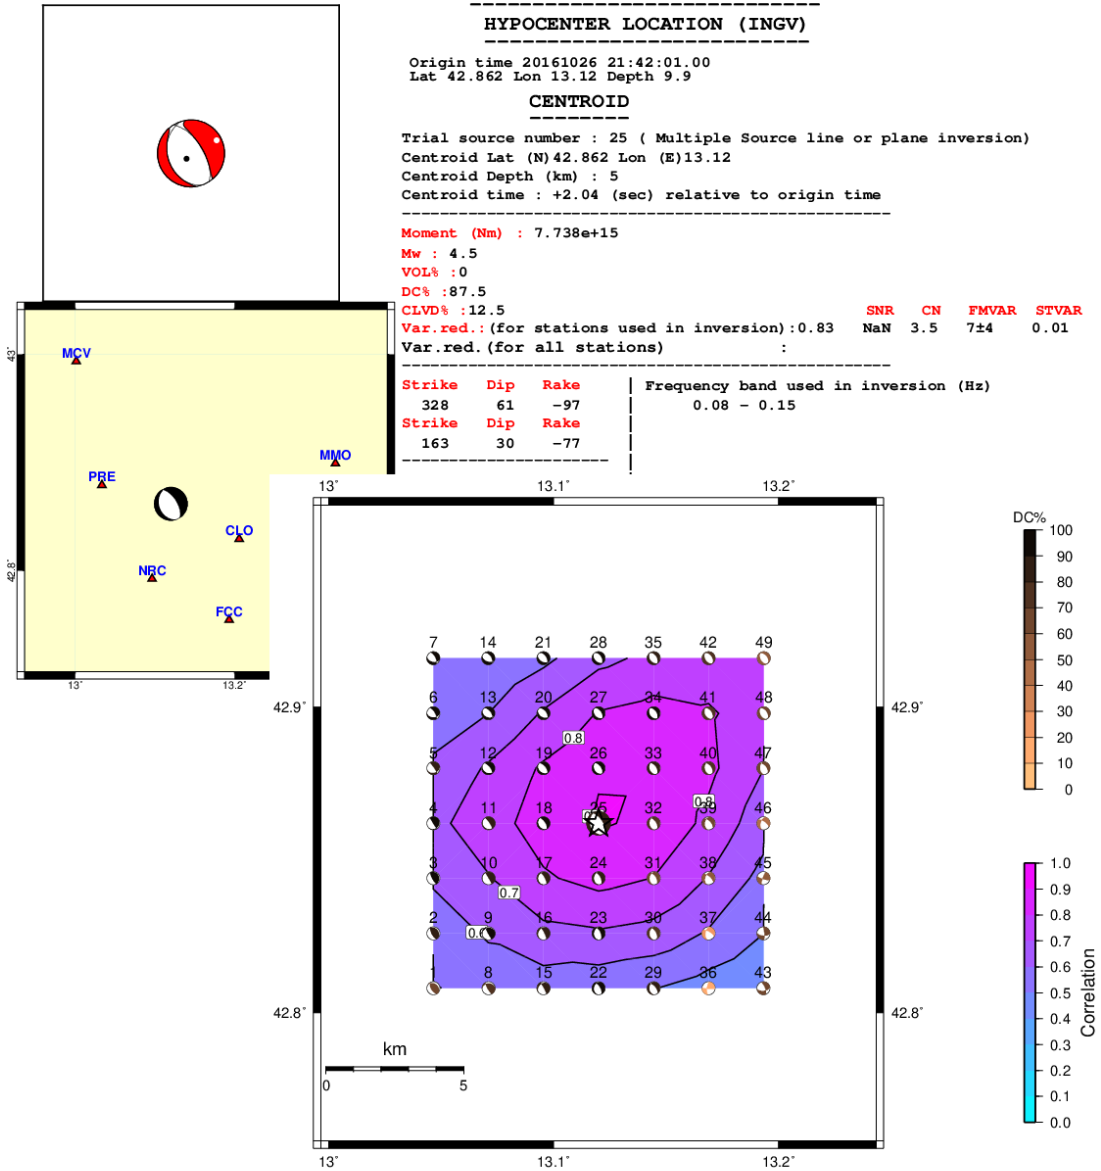 HYPOCENTER LOCATION (INGV)
Origin time 20161026 21:42:01.00
Lat 42.862 Lon 13.12 Depth 9.9
CENTROID
Trial source number : 25 ( Multiple Source line or plane inversion)
Centroid Lat (N)42.862 Lon (E)13.12
Centroid Depth (km) : 5
Centroid time : +2.04 (sec) relative to origin time
Moment (Nm) : 7.738e+15
Mw : 4.5
VOL% :0
DC% :87.5
CLVD% :12.5
SNR CN FMVAR STVAR
Var.red.:(for stations used in inversion):0.83 NaN 3.5 7±4 0.01
Var.red.(for all stations) :
Strike Dip Rake
328 61 −97
Strike Dip Rake
163 30 −77
Frequency band used in inversion (Hz)
0.08 − 0.15
MCV
43˚
MMO
PRE
CLO
NRC
42.8˚
FCC
13˚ 13.2˚
13˚ 13.1˚ 13.2˚
7 14 21 28 35 42 49
6 13 20 27 34 41 48
42.9˚ 42.9˚
0.8
5 12 19 26 33 40 47
0.8
4 11 18 25 32 39 46
3 10 17 24 31 38 45
0.7
2 9 16 23 30 37 44
1 8 15 22 29 36 43
42.8˚ 42.8˚
km
0 5
13˚ 13.1˚ 13.2˚
DC%
100
90
80
70
60
50
40
30
20
10
0
1.0
0.9
0.8
0.7
0.6
0.5
0.4
0.3
0.2
0.1
0.0
Correlation